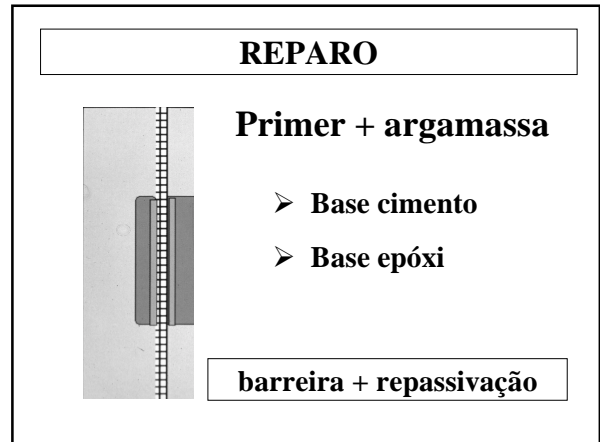 REPARO
Primer + argamassa
➢ Base cimento
➢ Base epóxi
barreira + repassivação